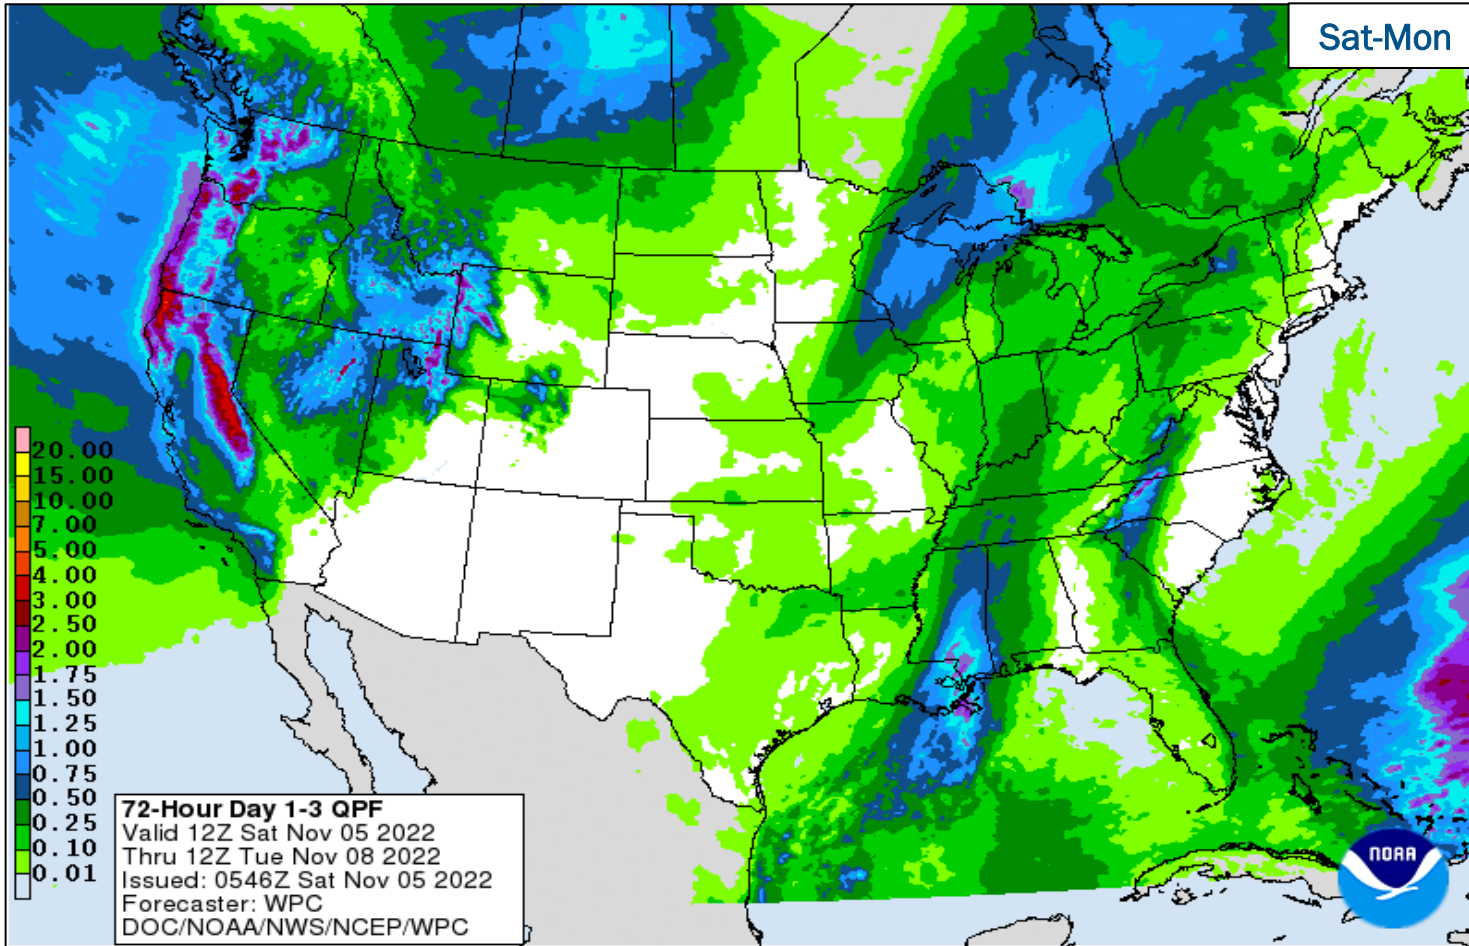 Sat-Mon
20.00
15.00
10.00
7.00
5.00
4.00
3.00
2.50
2.00
1.75
1.50
1.25
1.00
0.75
0.50
0.25
0.10
0.01
72-Hour Day 1-3 QPF
Valid 12Z Sat Nov 05 2022
Thru 12Z Tue Nov 08 2022
Issued: 0546Z Sat Nov 05 2022
Forecaster: WPC
DOC/NOAA/NWS/NCEP/WPC
NOAA